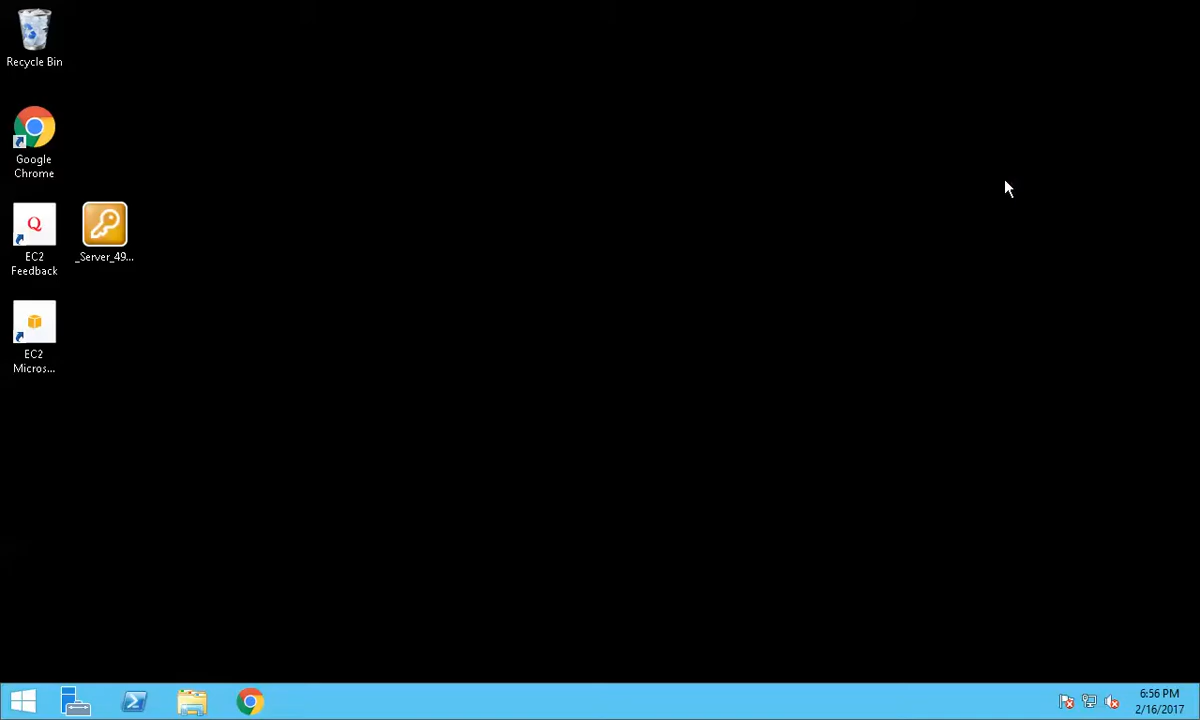 Recycle Bin
Google
Chrome
Q
EC2
Feedback
_Server_49...
EC2
Micros...
6:56 PM
2/16/2017